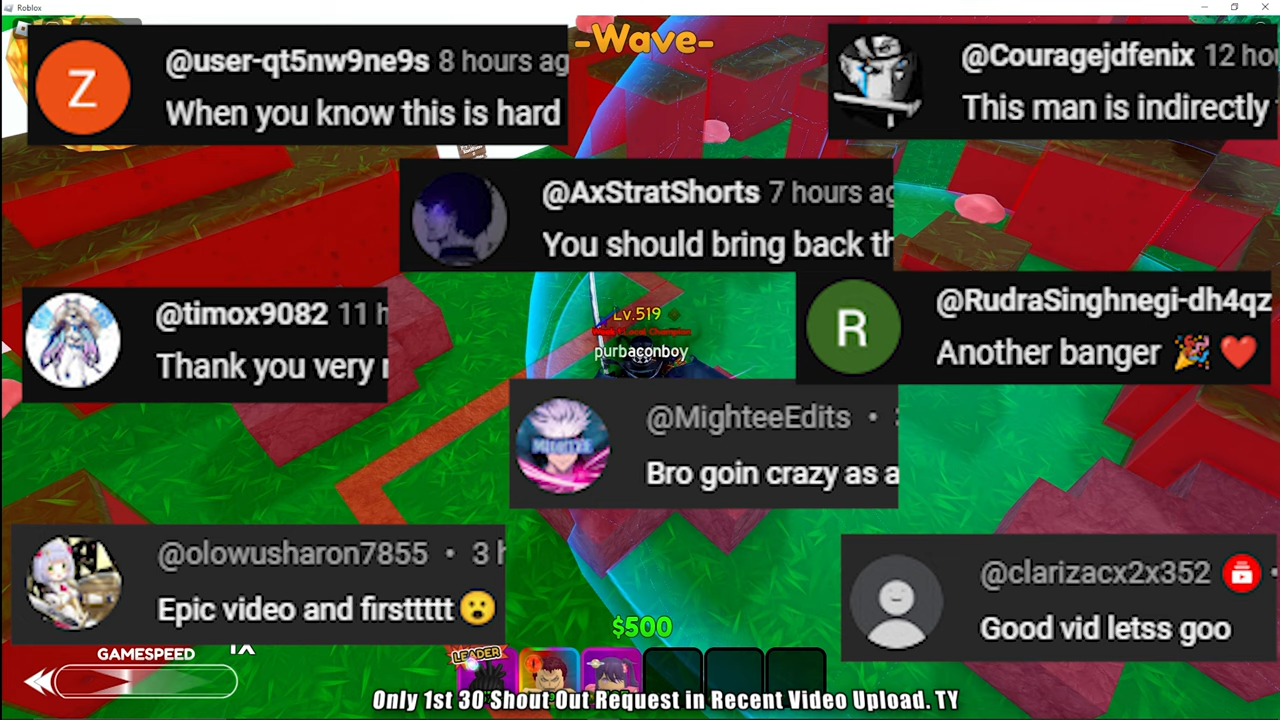 Roblox
-Wave-
@user-qt5nw9ne9s 8 hours ag
When you know this is hard
@Couragejdfenix 12 ho
This man is indirectly
@AxStratShorts 7 hours ag
You should bring back th
@timox9082 11 h
Thank you very
Lv.519
purbaconboy
@RudraSinghnegi-dh4qz
Another banger 🎉 ❤️
@MighteeEdits •
Bro goin crazy as a
@olowusharon7855 • 3 h
Epic video and firsttttt 😮
@clarizacx2x352 •
Good vid letss goo
$500
GAMESPEED 1X
LEADER
Only 1st 30 Shout Out Request in Recent Video Upload. TY